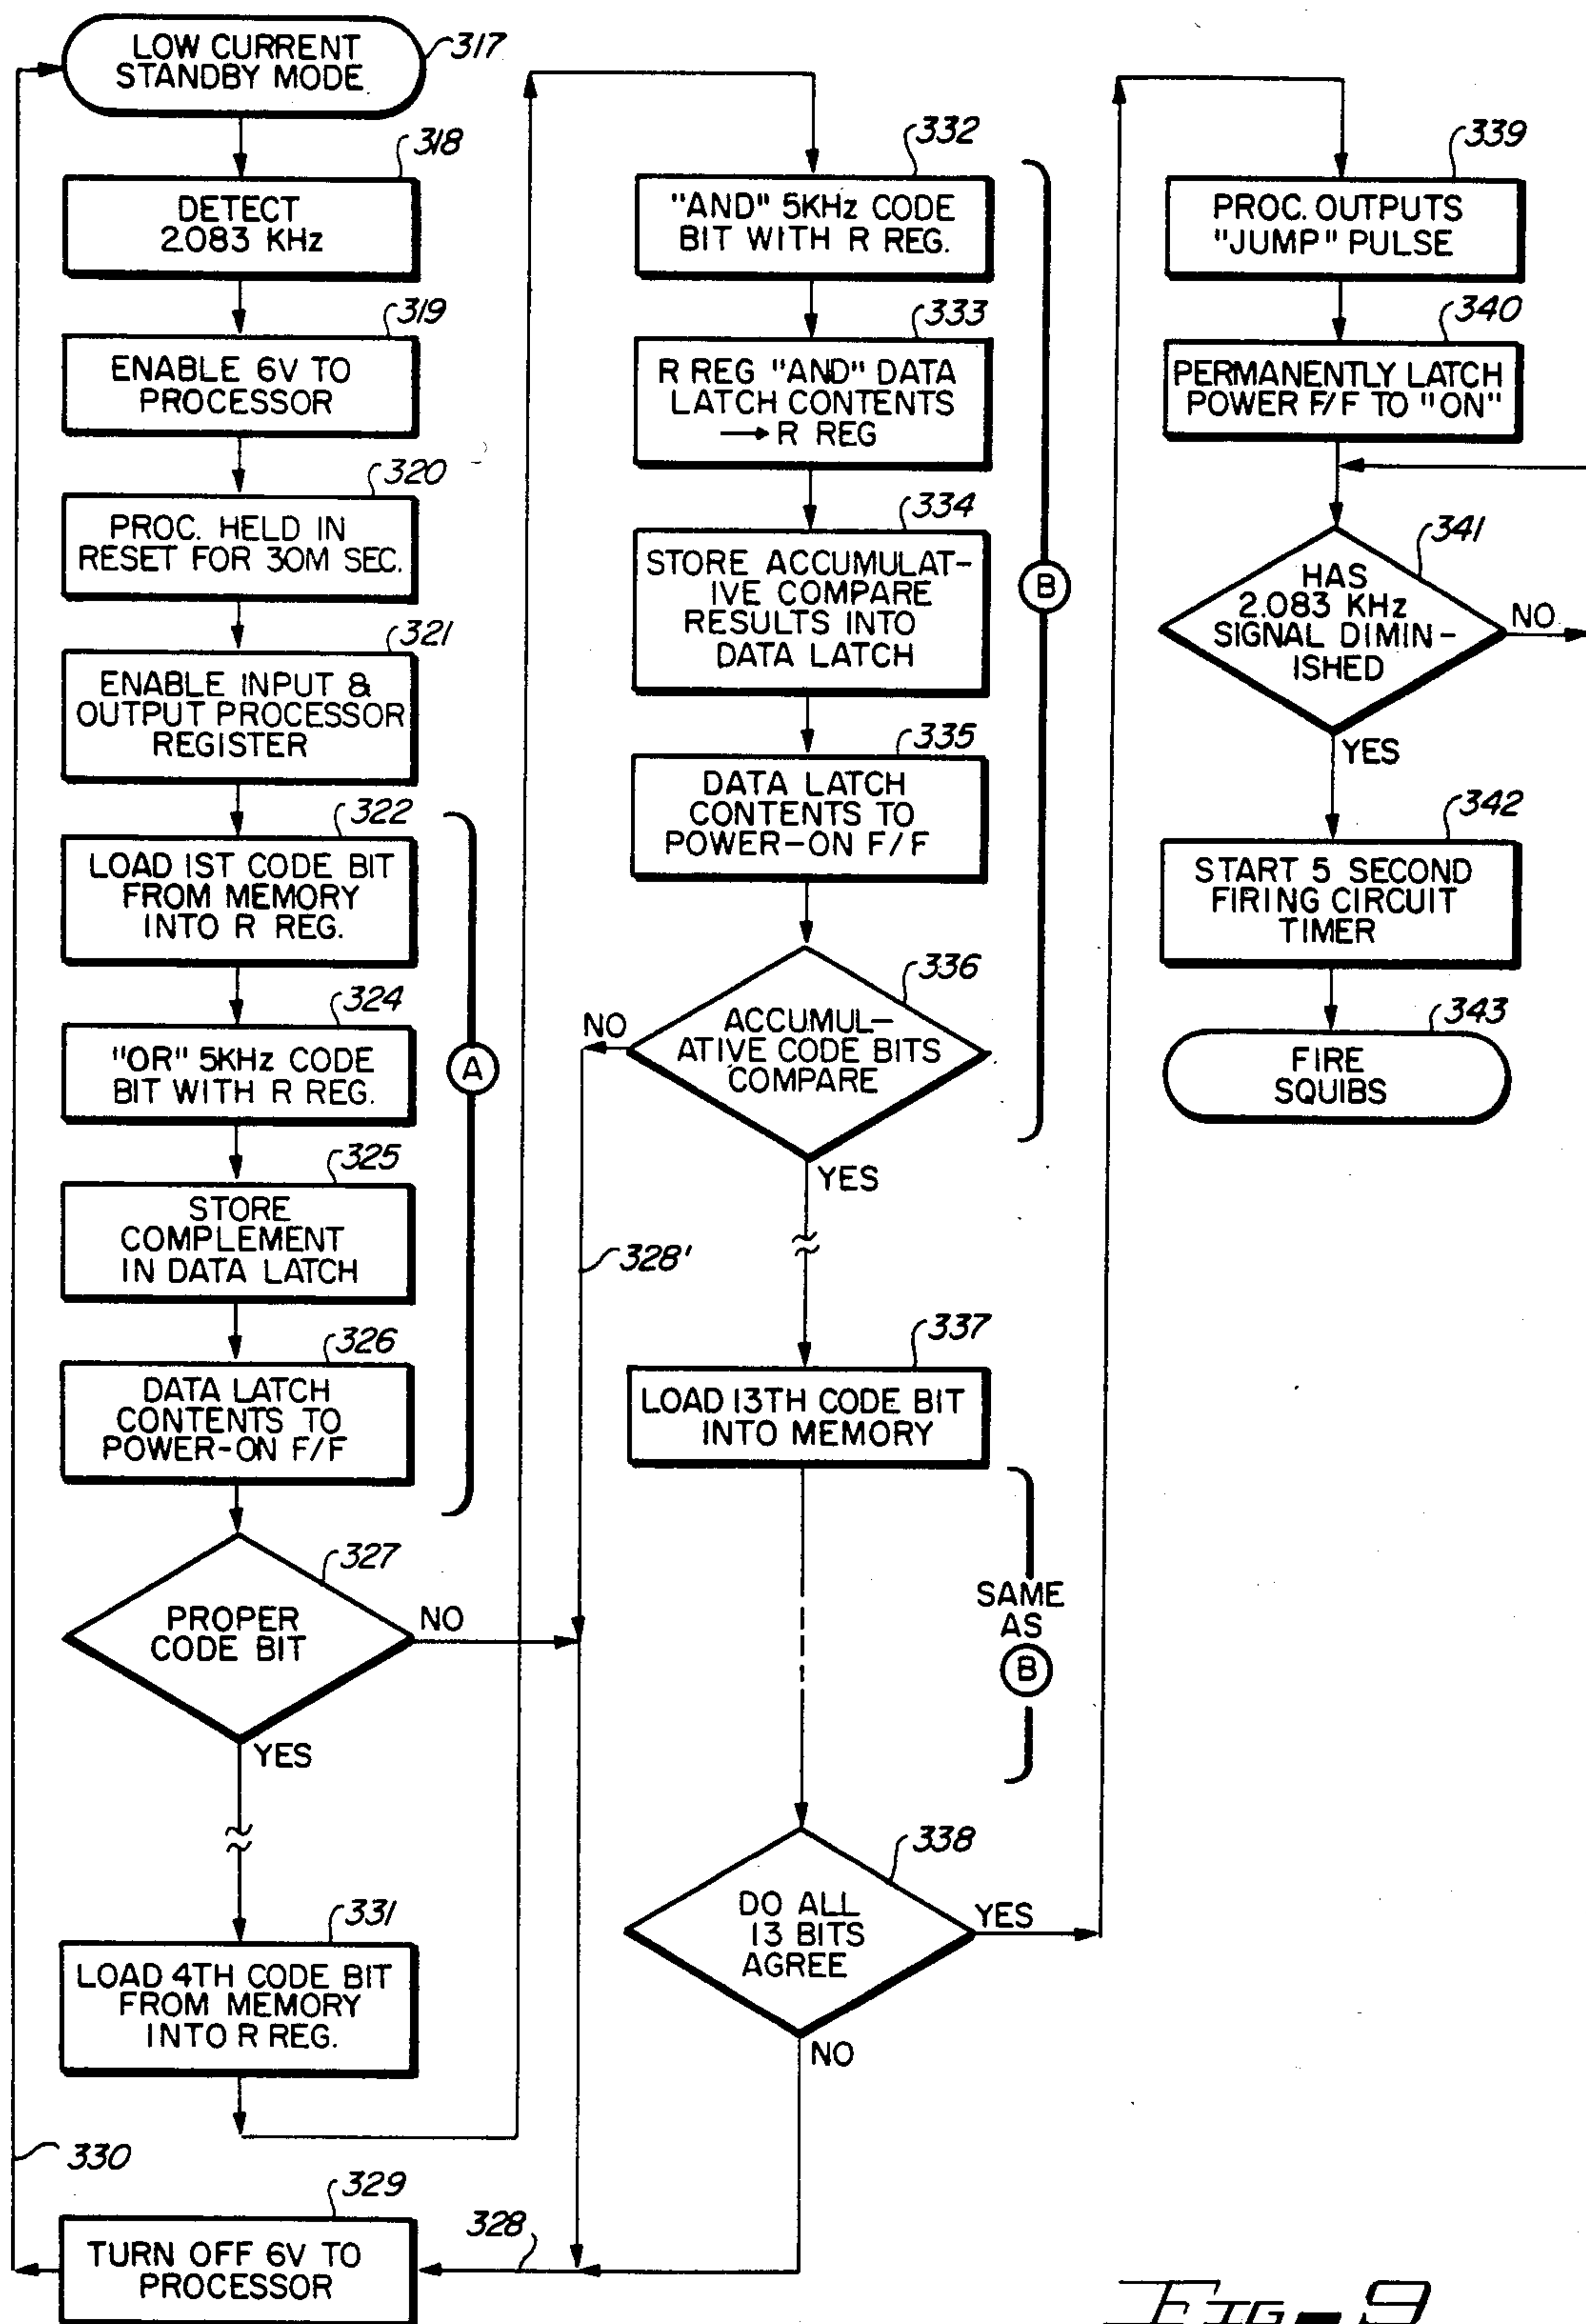 LOW CURRENT
STANDBY MODE
317
318
DETECT
2.083 KHz
319
ENABLE 6V TO
PROCESSOR
320
PROC. HELD IN
RESET FOR 30M SEC.
321
ENABLE INPUT &
OUTPUT PROCESSOR
REGISTER
322
LOAD 1ST CODE BIT
FROM MEMORY
INTO R REG.
324
"OR" 5KHz CODE
BIT WITH R REG.
A
325
STORE
COMPLEMENT
IN DATA LATCH
326
DATA LATCH
CONTENTS TO
POWER-ON F/F
327
PROPER
CODE BIT
NO
YES
331
LOAD 4TH CODE BIT
FROM MEMORY
INTO R REG.
330
329
TURN OFF 6V TO
PROCESSOR
328
332
"AND" 5KHz CODE
BIT WITH R REG.
333
R REG "AND" DATA
LATCH CONTENTS
→ R REG
334
STORE ACCUMULAT-
IVE COMPARE
RESULTS INTO
DATA LATCH
B
335
DATA LATCH
CONTENTS TO
POWER-ON F/F
336
NO
ACCUMUL-
ATIVE CODE BITS
COMPARE
YES
328'
337
LOAD 13TH CODE BIT
INTO MEMORY
SAME
AS
B
338
DO ALL
13 BITS
AGREE
YES
NO
339
PROC. OUTPUTS
"JUMP" PULSE
340
PERMANENTLY LATCH
POWER F/F TO "ON"
341
HAS
2.083 KHz
SIGNAL DIMIN-
ISHED
NO
YES
342
START 5 SECOND
FIRING CIRCUIT
TIMER
343
FIRE
SQUIBS
FIG-9